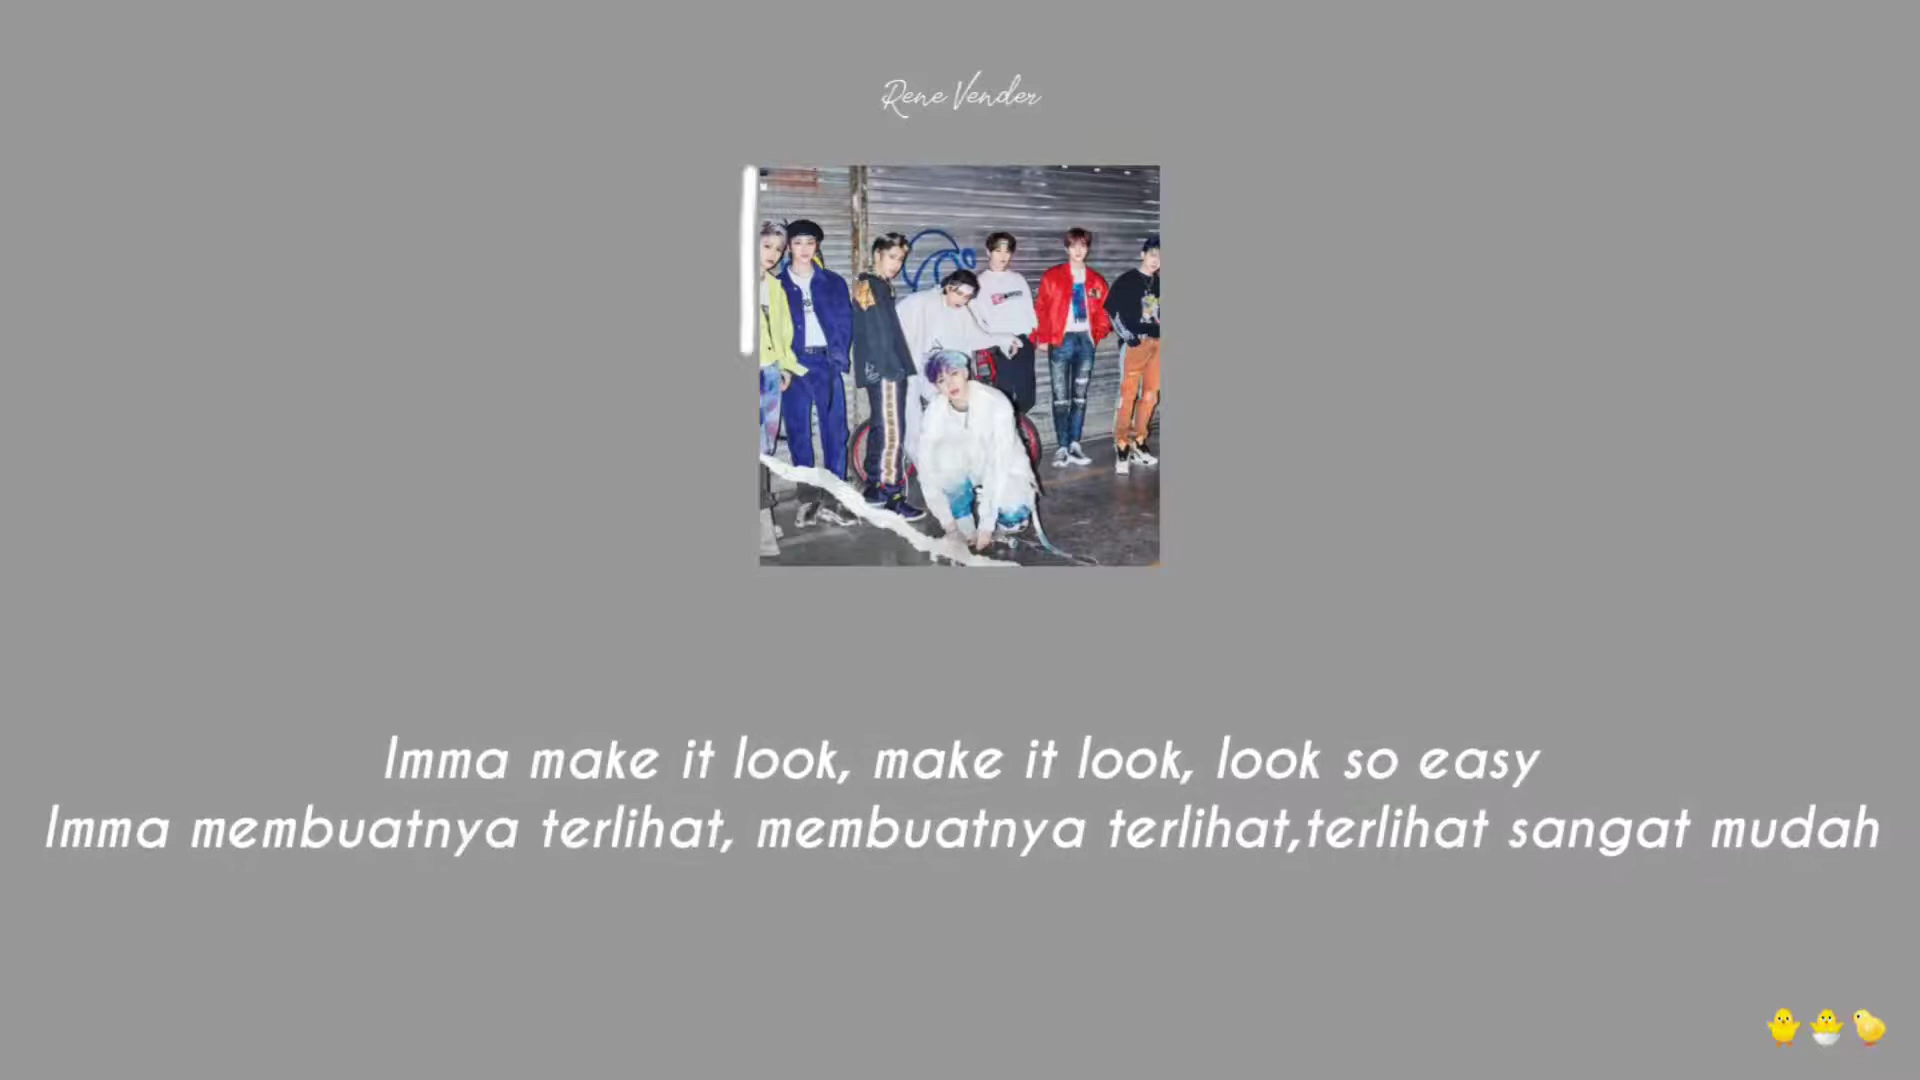 Rene Vender
Imma make it look, make it look, look so easy
Imma membuatnya terlihat, membuatnya terlihat,terlihat sangat mudah